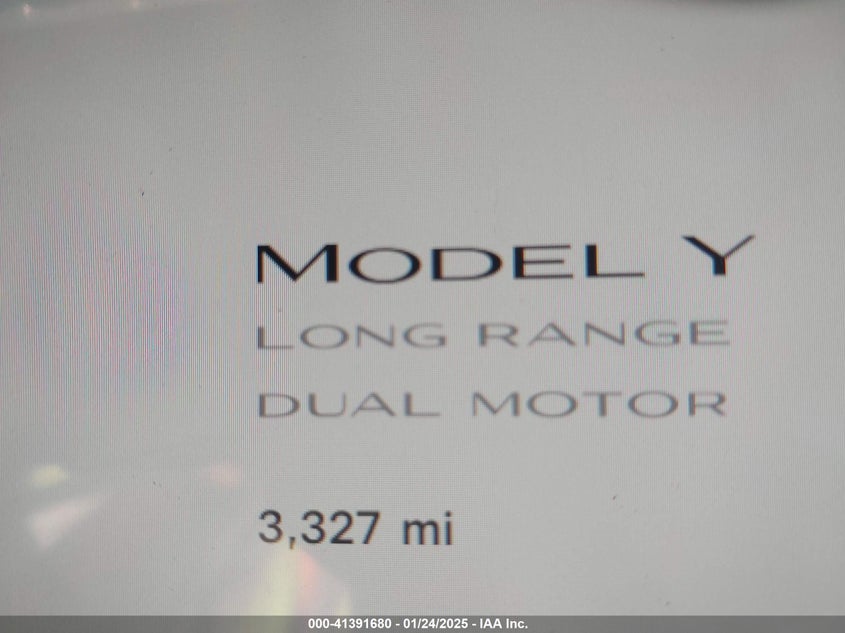 MODEL Y
LONG RANGE
DUAL MOTOR
3,327 mi
000-41391680 - 01/24/2025 - IAA Inc.